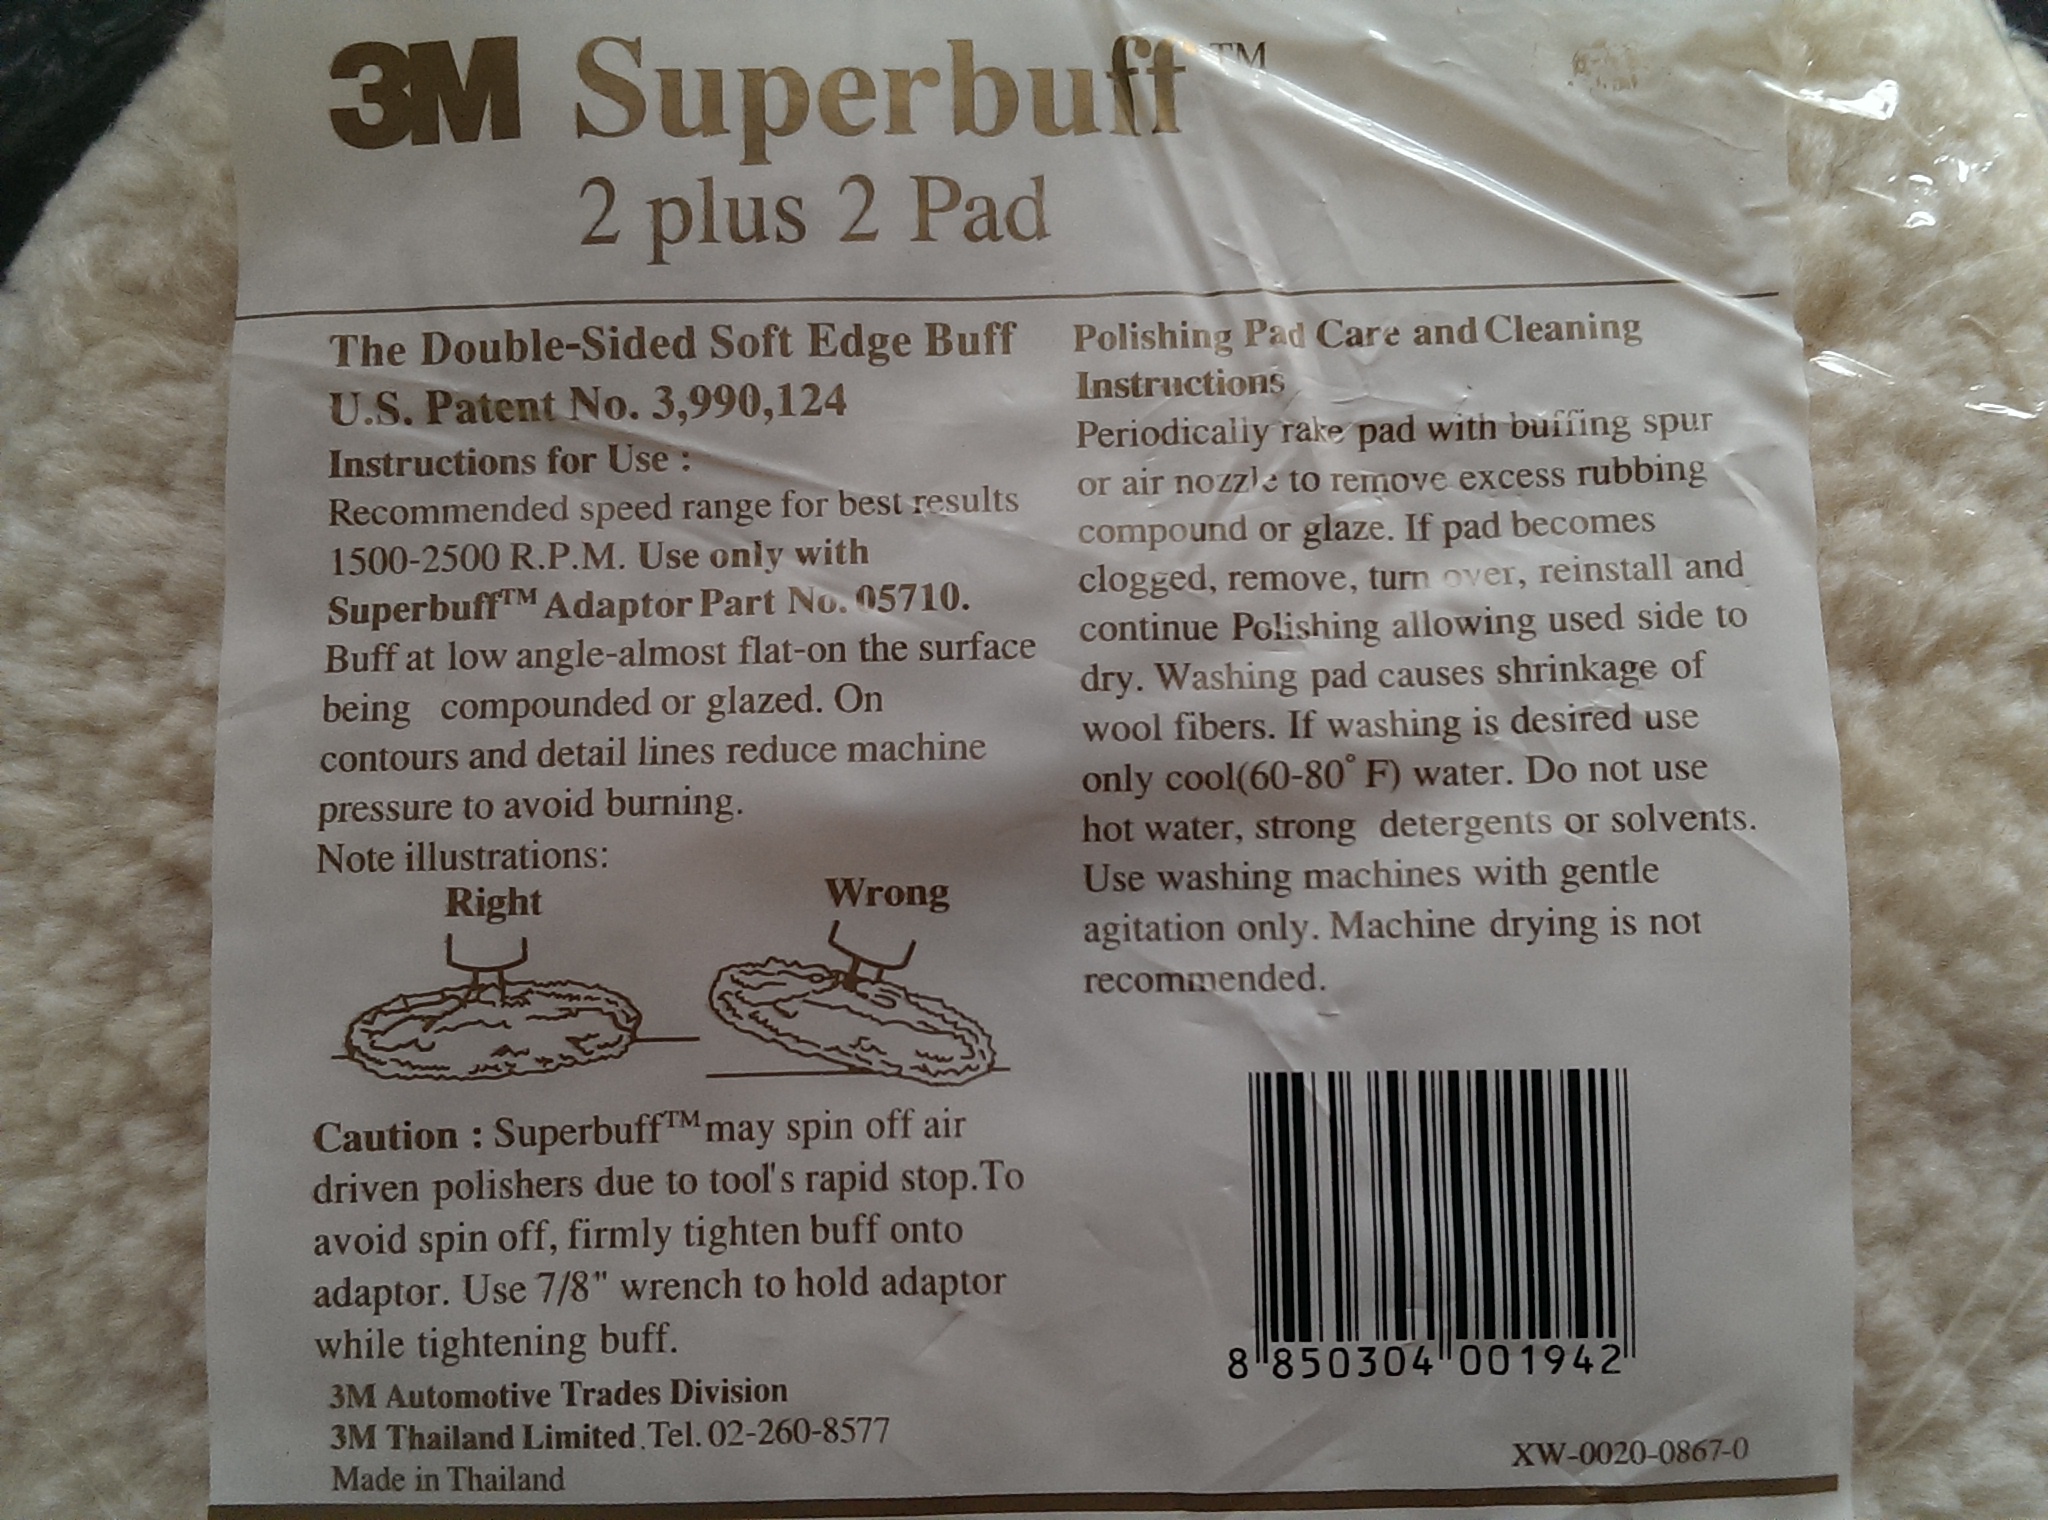 3M Superbuff™
2 plus 2 Pad
The Double-Sided Soft Edge Buff
U.S. Patent No. 3,990,124
Instructions for Use :
Recommended speed range for best results
1500-2500 R.P.M. Use only with
Superbuff™ Adaptor Part No. 05710.
Buff at low angle-almost flat-on the surface
being compounded or glazed. On
contours and detail lines reduce machine
pressure to avoid burning.
Note illustrations:
Right
Wrong
Caution : Superbuff™ may spin off air
driven polishers due to tool's rapid stop.To
avoid spin off, firmly tighten buff onto
adaptor. Use 7/8" wrench to hold adaptor
while tightening buff.
3M Automotive Trades Division
3M Thailand Limited Tel. 02-260-8577
Made in Thailand
Polishing Pad Care and Cleaning
Instructions
Periodically rake pad with buffing spur
or air nozzle to remove excess rubbing
compound or glaze. If pad becomes
clogged, remove, turn over, reinstall and
continue Polishing allowing used side to
dry. Washing pad causes shrinkage of
wool fibers. If washing is desired use
only cool(60-80° F) water. Do not use
hot water, strong detergents or solvents.
Use washing machines with gentle
agitation only. Machine drying is not
recommended.
8 850304 001942
XW-0020-0867-0